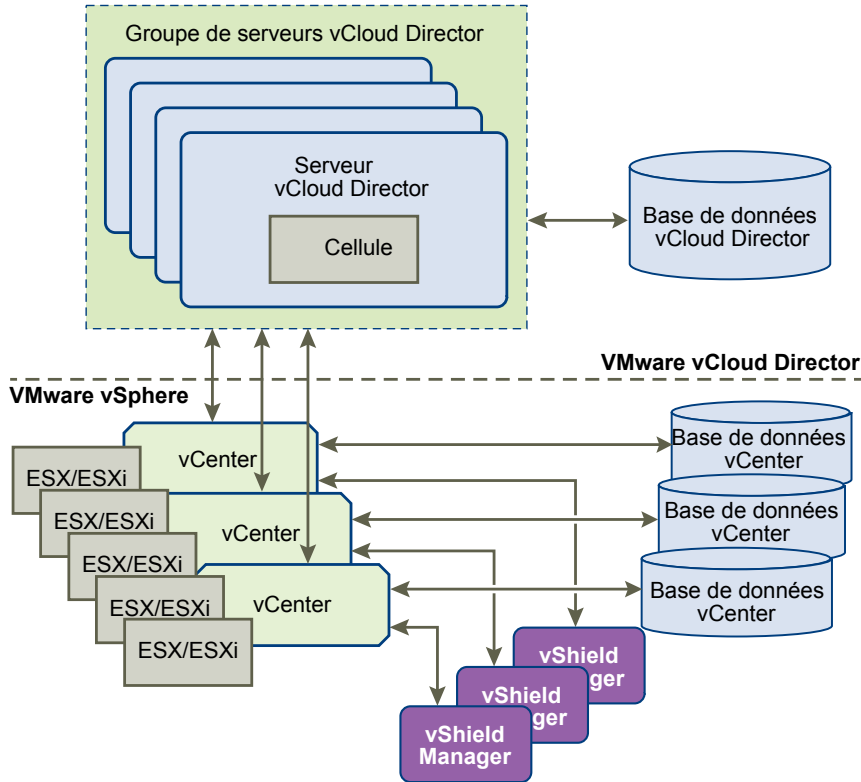 Groupe de serveurs vCloud Director
Serveur
vCloud Director
Cellule
Base de données
vCloud Director
VMware vCloud Director
VMware vSphere
vCenter
ESX/ESXi
Base de données
vCenter
ESX/ESXi
vCenter
Base de données
vCenter
ESX/ESXi
vCenter
Base de données
vCenter
ESX/ESXi
ESX/ESXi
vShield
ger
vShield
ger
vShield
Manager